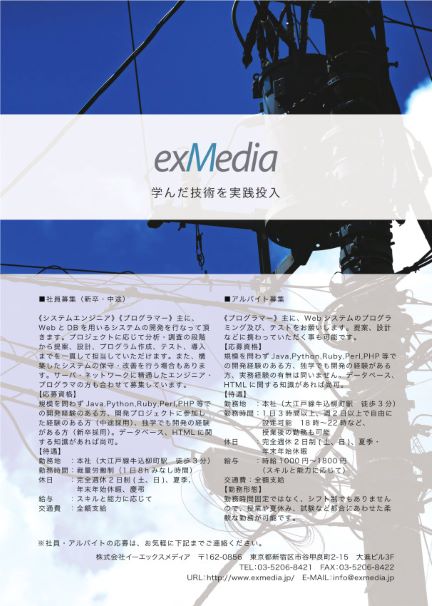 exMedia
学んだ技術を実践投入
■社員募集（新卒・中途）
《システムエンジニア》《プログラマー》主に、
WebとDBを用いるシステムの開発を行なって頂
きます。プロジェクトに応じて分析・調査の段階
から提案、設計、プログラム作成、テスト、導入
までを一貫して担当していただけます。また、構
築したシステムの保守・改善を行う場合もありま
す。サーバ・ネットワークに精通したエンジニア・
プログラマの方も合わせて募集しています。
【応募資格】
規模を問わずJava,Python,Ruby,Perl,PHP等で
の開発経験のある方、開発プロジェクトに参加し
た経験のある方（中途採用）、独学でも開発の経験
がある方（新卒採用）。データベース、HTMLに関
する知識があれば尚可。
【待遇】
勤務地　：本社（大江戸線牛込柳町駅　徒歩３分）
勤務時間：裁量労働制（１日８hみなし時間）
休日　　：完全週休２日制（土、日）、夏季、
年末年始休暇、慶弔
給与　　：スキルと能力に応じて
交通費　：全額支給
■アルバイト募集
《プログラマー》主に、Webシステムのプログラ
ミング及び、テストをお願いします。提案、設計
などに携わっていただく事も可能です。
【応募資格】
規模を問わずJava,Python,Ruby,Perl,PHP等で
の開発経験のある方、独学でも開発の経験がある
方、実務経験の有無は問いません。データベース、
HTMLに関する知識があれば尚可。
【待遇】
勤務地　：本社（大江戸線牛込柳町駅　徒歩３分）
勤務時間：１日３時間以上、週２日以上で自由に
設定可能　18時〜22時など、
授業後の勤務も可能
休日　　：完全週休２日制（土、日）、夏季・
年末年始休暇
給与　　：時給1000円〜1800円
（スキルと能力に応じて）
交通費：全額支給
【勤務形態】
勤務時間固定ではなく、シフト制でもありません
ので、授業や夏休み、試験など都合にあわせた柔
軟な勤務が可能です。
※社員・アルバイトの応募は、お気軽に下記までご連絡ください。
株式会社イーエックスメディア　〒162-0856　東京都新宿区市谷甲良町2-15　大進ビル3F
TEL:03-5206-8421　FAX:03-5206-8422
URL:http://www.exmedia.jp/　E-MAIL:info@exmedia.jp